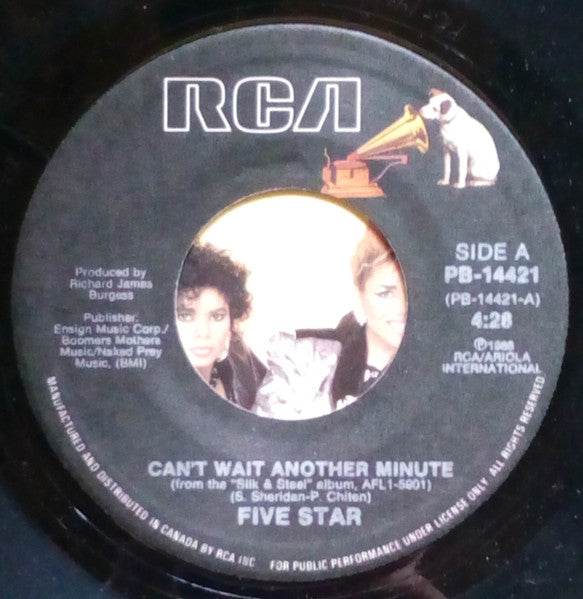 RCA
SIDE A
PB-14421
(PB-14421-A)
4:28
℗1986
RCA/ARIOLA
INTERNATIONAL
Produced by
Richard James
Burgess
Publisher:
Ensign Music Corp./
Boomers Mothers
Music/Naked Prey
Music, (BMI)
CAN'T WAIT ANOTHER MINUTE
(from the "Silk & Steel" album, AFL1-5901)
(S. Sheridan-P. Chiten)
FIVE STAR
MANUFACTURED AND DISTRIBUTED IN CANADA BY RCA INC FOR PUBLIC PERFORMANCE UNDER LICENSE ONLY ALL RIGHTS RESERVED